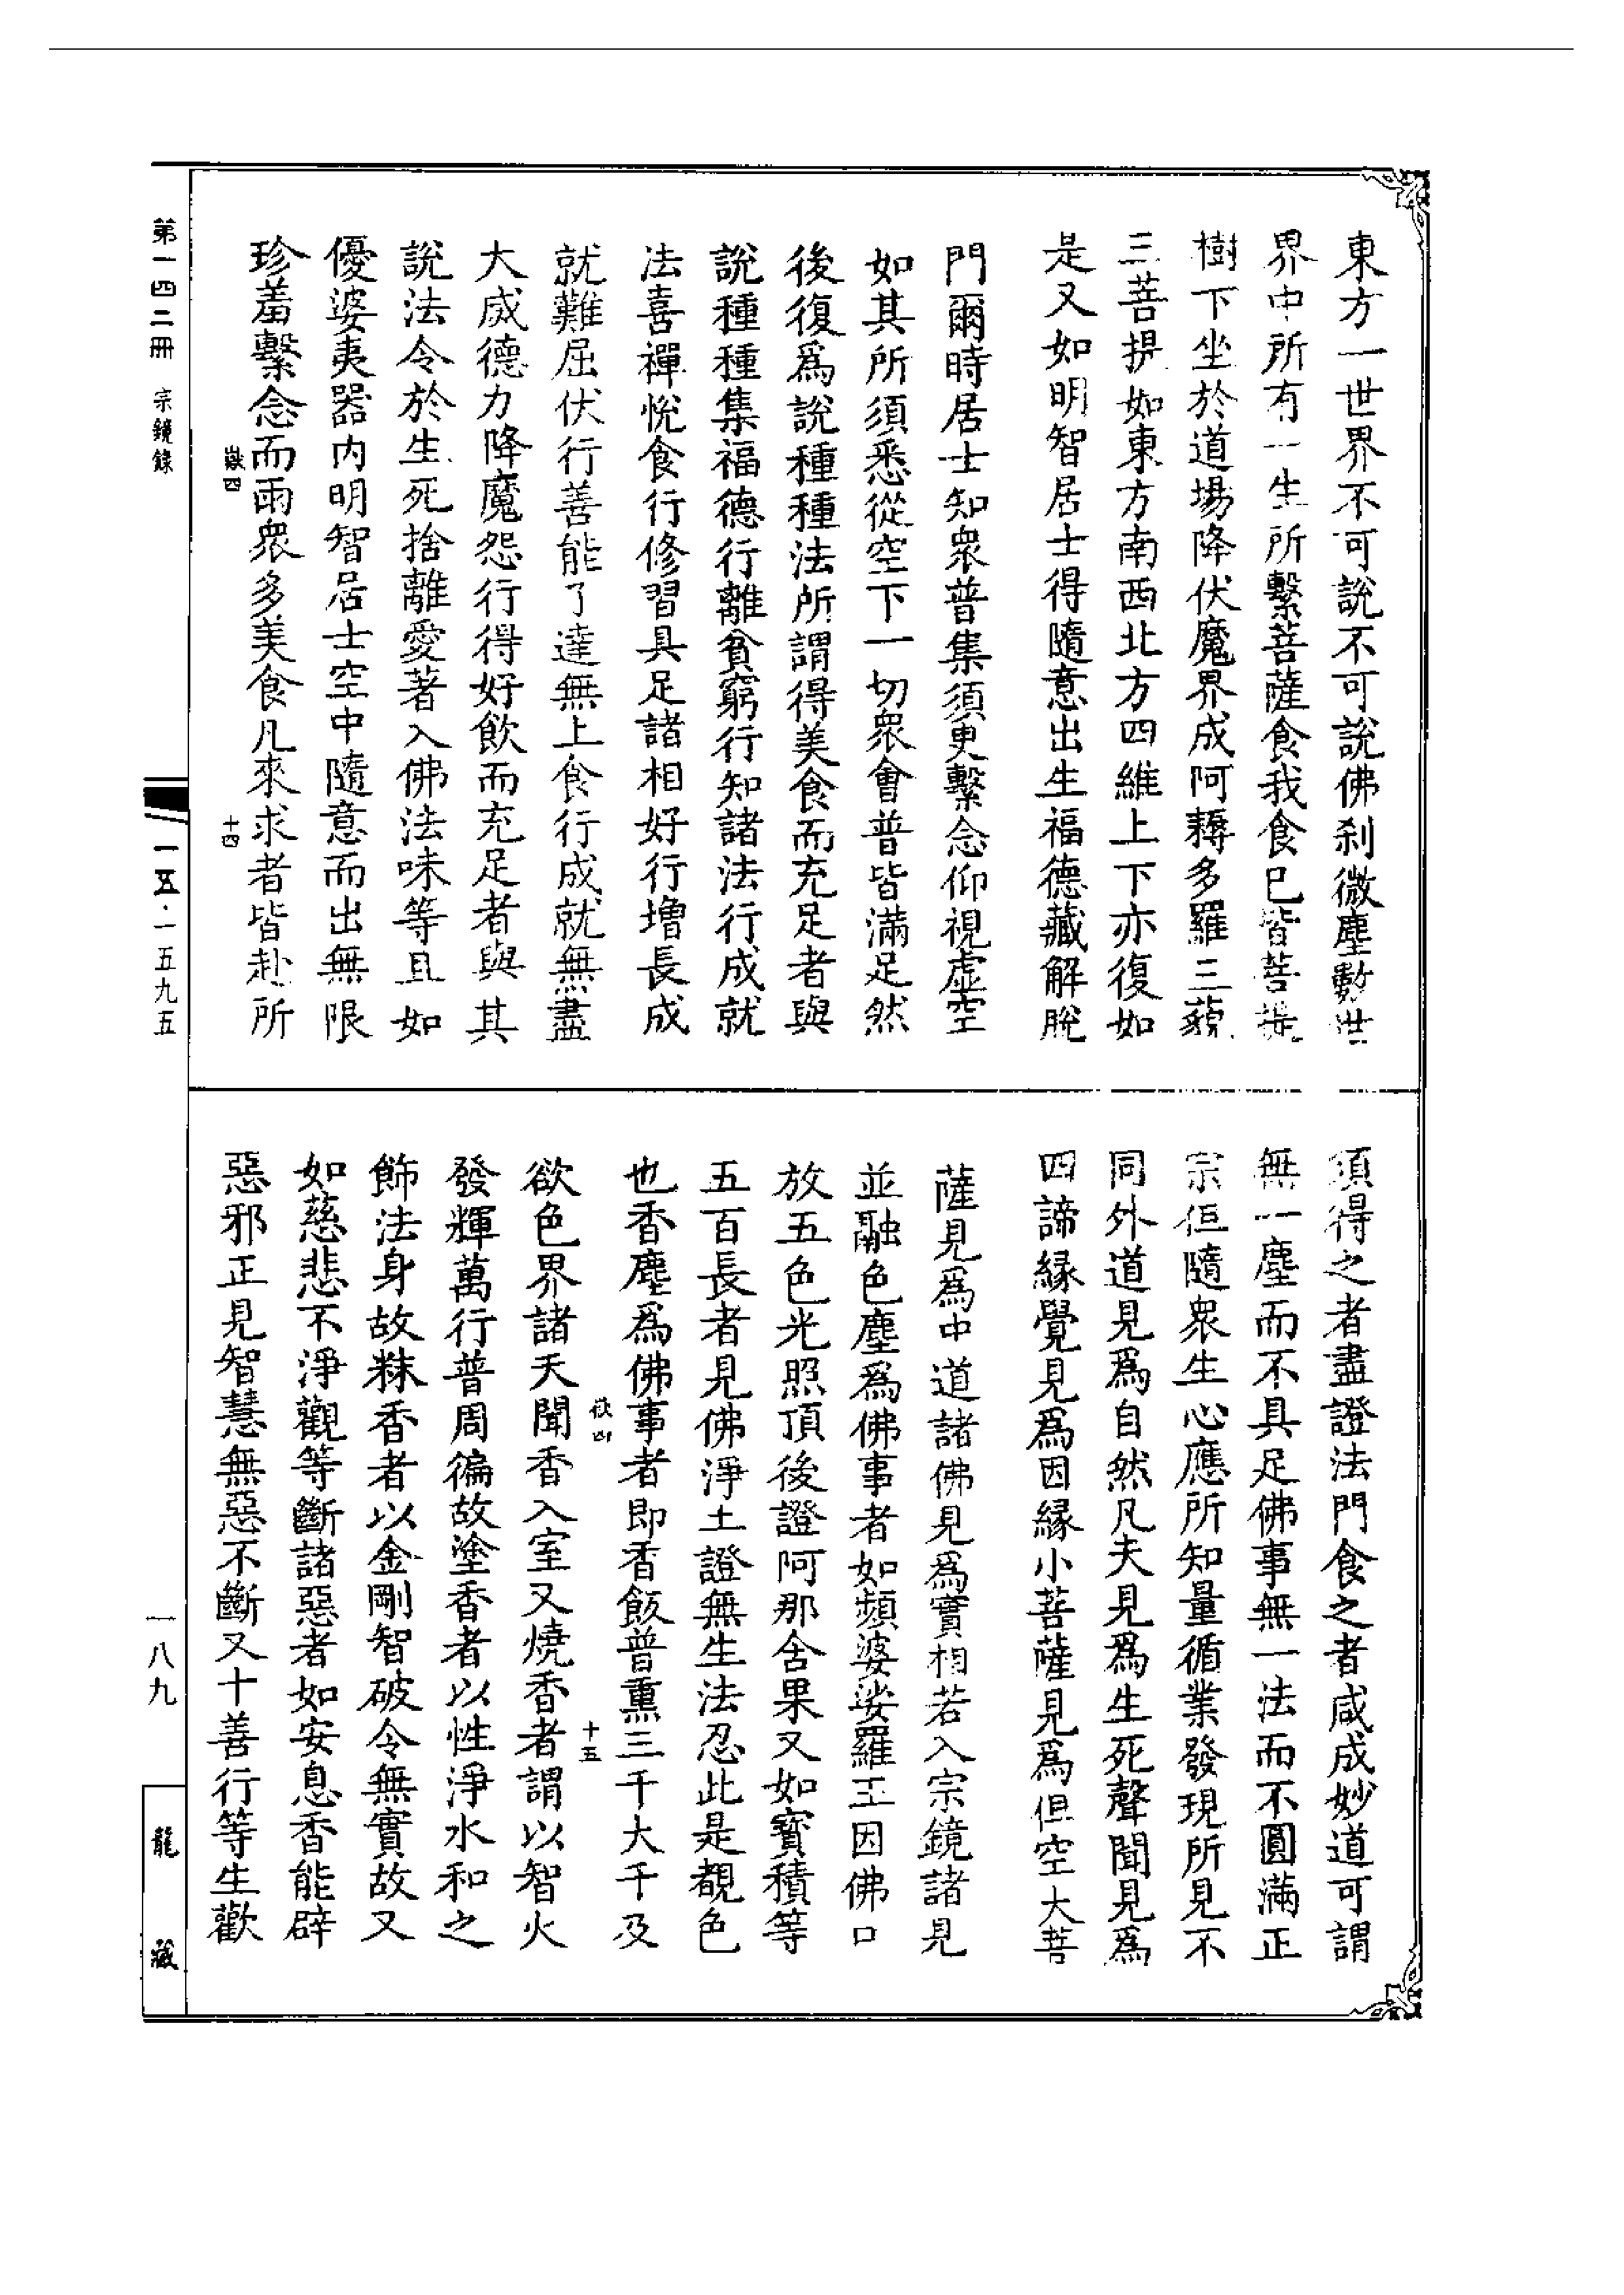 東方一世界不可說不可說佛刹微塵數世
界中所有一生所繫菩薩食我食已皆菩提
樹下坐於道場降伏魔界成阿耨多羅三藐
三菩提如東方南西北方四維上下亦復如
是又如明智居士得隨意出生福德藏解脫
門爾時居士知衆普集須更繫念仰視虛空
如其所須悉從空下一切衆會普皆滿足然
後復爲說種種法所謂得美食而充足者與
說種種集福德行離貧窮行知諸法行成就
法喜禪悅食行修習具足諸相好行增長成
就難屈伏行善能了達無上食行成就無盡
大威德力降魔怨行得好飲而充足者與其
說法令於生死捨離愛著入佛法味等且如
優婆夷器內明智居士空中隨意而出無限
珍羞繫念而雨衆多美食凡來求者皆赴所
四
十四
須得之者盡證法門食之者咸成妙道可謂
無一塵而不具足佛事無一法而不圓滿正
宗但隨衆生心應所知量循業發現所見不
同外道見爲自然凡夫見爲生死聲聞見爲
四諦緣覺見爲因緣小菩薩見爲但空大菩
薩見爲中道諸佛見爲實相若入宗鏡諸見
並融色塵爲佛事者如頻婆娑羅王因佛口
放五色光照頂後證阿那含果又如寶積等
五百長者見佛淨土證無生法忍此是覩色
也香塵爲佛事者即香飯普熏三千大千及
四
十五
欲色界諸天聞香入室又燒香者謂以智火
發輝萬行普周徧故塗香者以性淨水和之
飾法身故粖香者以金剛智破令無實故又
如慈悲不淨觀等斷諸惡者如安息香能辟
惡邪正見智慧無惡不斷又十善行等生歡
第一四二冊 宗鏡錄
一五·一五九五
一八九
龍藏